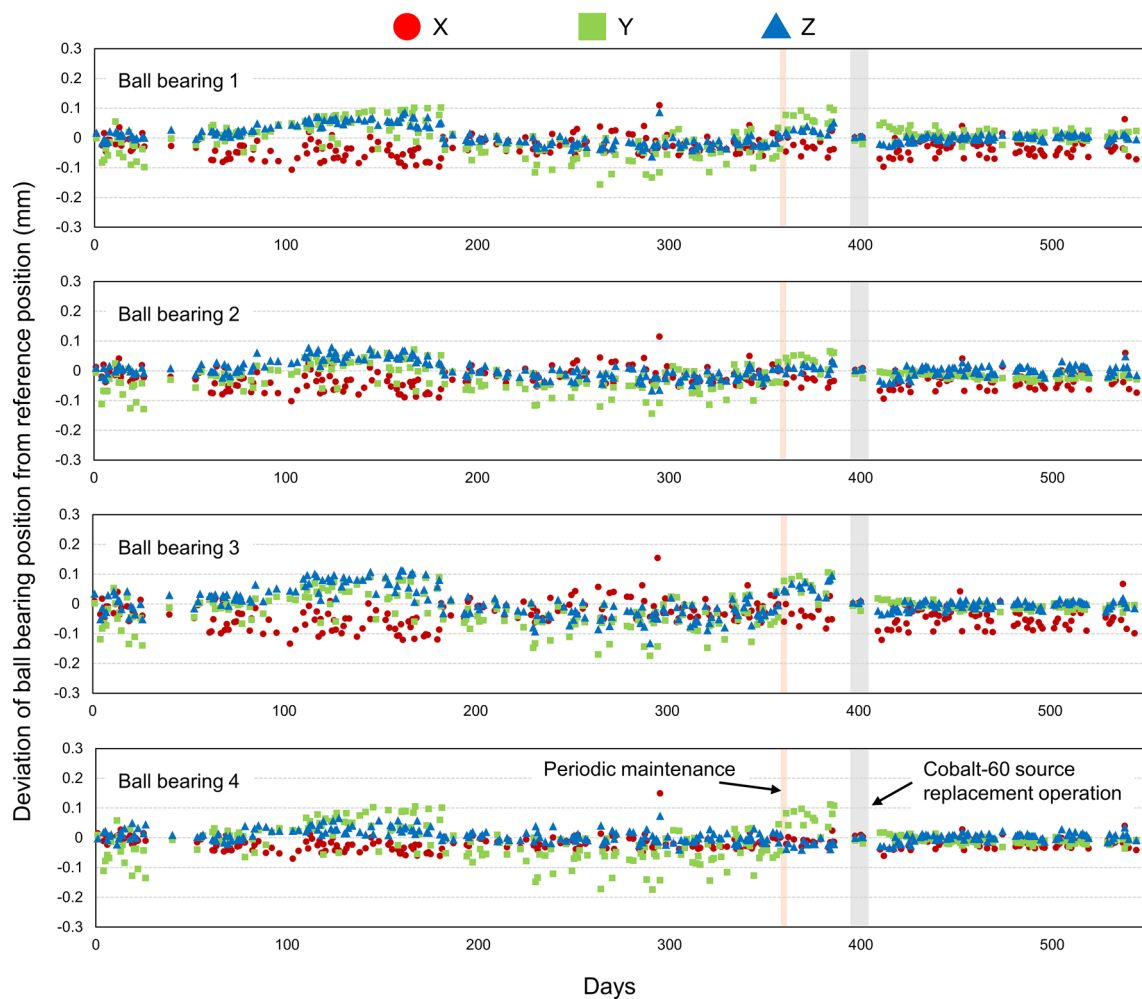 X Y Z
Deviation of ball bearing position from reference position (mm)
Ball bearing 1
0.3
0.2
0.1
0
-0.1
-0.2
-0.3
0 100 200 300 400 500
Ball bearing 2
0.3
0.2
0.1
0
-0.1
-0.2
-0.3
0 100 200 300 400 500
Ball bearing 3
0.3
0.2
0.1
0
-0.1
-0.2
-0.3
0 100 200 300 400 500
Ball bearing 4
Periodic maintenance
Cobalt-60 source
replacement operation
0.3
0.2
0.1
0
-0.1
-0.2
-0.3
0 100 200 300 400 500
Days